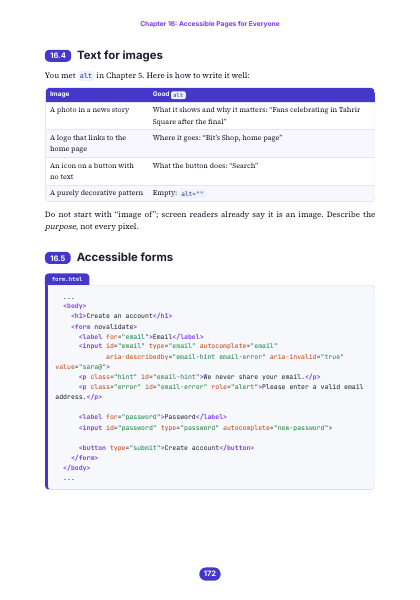 Chapter 16: Accessible Pages for Everyone
16.4 Text for images
You met alt in Chapter 5. Here is how to write it well:
Image Good alt
A photo in a news story What it shows and why it matters: “Fans celebrating in Tahrir
Square after the final”
A logo that links to the Where it goes: “Bit’s Shop, home page”
home page
An icon on a button with What the button does: “Search”
no text
A purely decorative pattern Empty: alt=""
Do not start with “image of”; screen readers already say it is an image. Describe the
purpose, not every pixel.
16.5 Accessible forms
form.html
...
<body>
<h1>Create an account</h1>
<form novalidate>
<label for="email">Email</label>
<input id="email" type="email" autocomplete="email"
aria-describedby="email-hint email-error" aria-invalid="true"
value="sara@">
<p class="hint" id="email-hint">We never share your email.</p>
<p class="error" id="email-error" role="alert">Please enter a valid email
address.</p>
<label for="password">Password</label>
<input id="password" type="password" autocomplete="new-password">
<button type="submit">Create account</button>
</form>
</body>
...
172